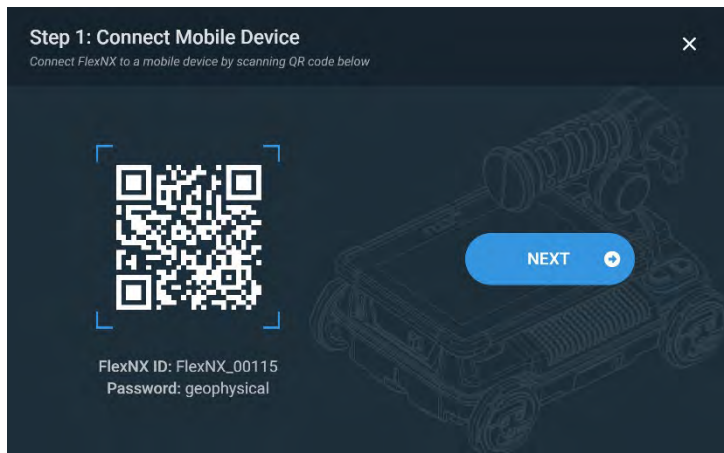 Step 1: Connect Mobile Device
Connect FlexNX to a mobile device by scanning QR code below
NEXT
FlexNX ID: FlexNX_00115
Password: geophysical